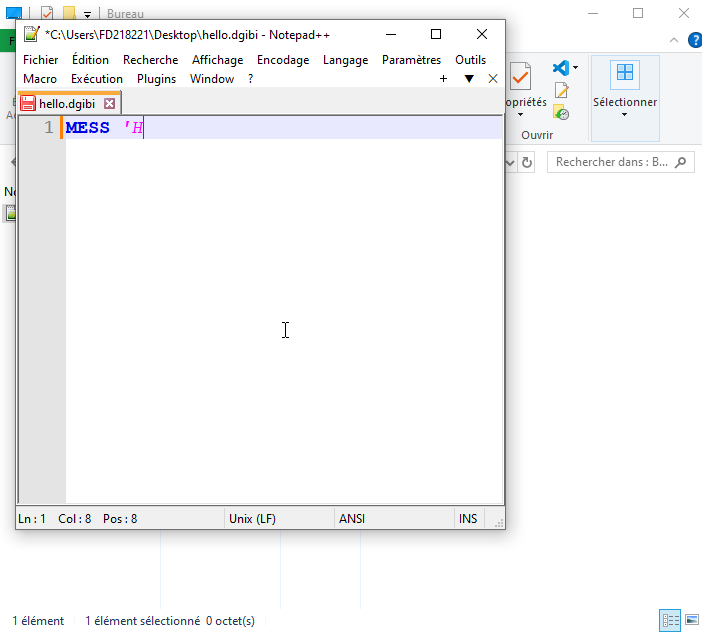 Bureau
*C:\Users\FD218221\Desktop\hello.dgibi - Notepad++
Fichier Édition Recherche Affichage Encodage Langage Paramètres Outils
Macro Exécution Plugins Window ?
hello.dgibi
1 MESS 'H
Ln : 1 Col : 8 Pos : 8 Unix (LF) ANSI INS
Sélectionner
Ouvrir
Rechercher dans : B...
1 élément 1 élément sélectionné 0 octet(s)